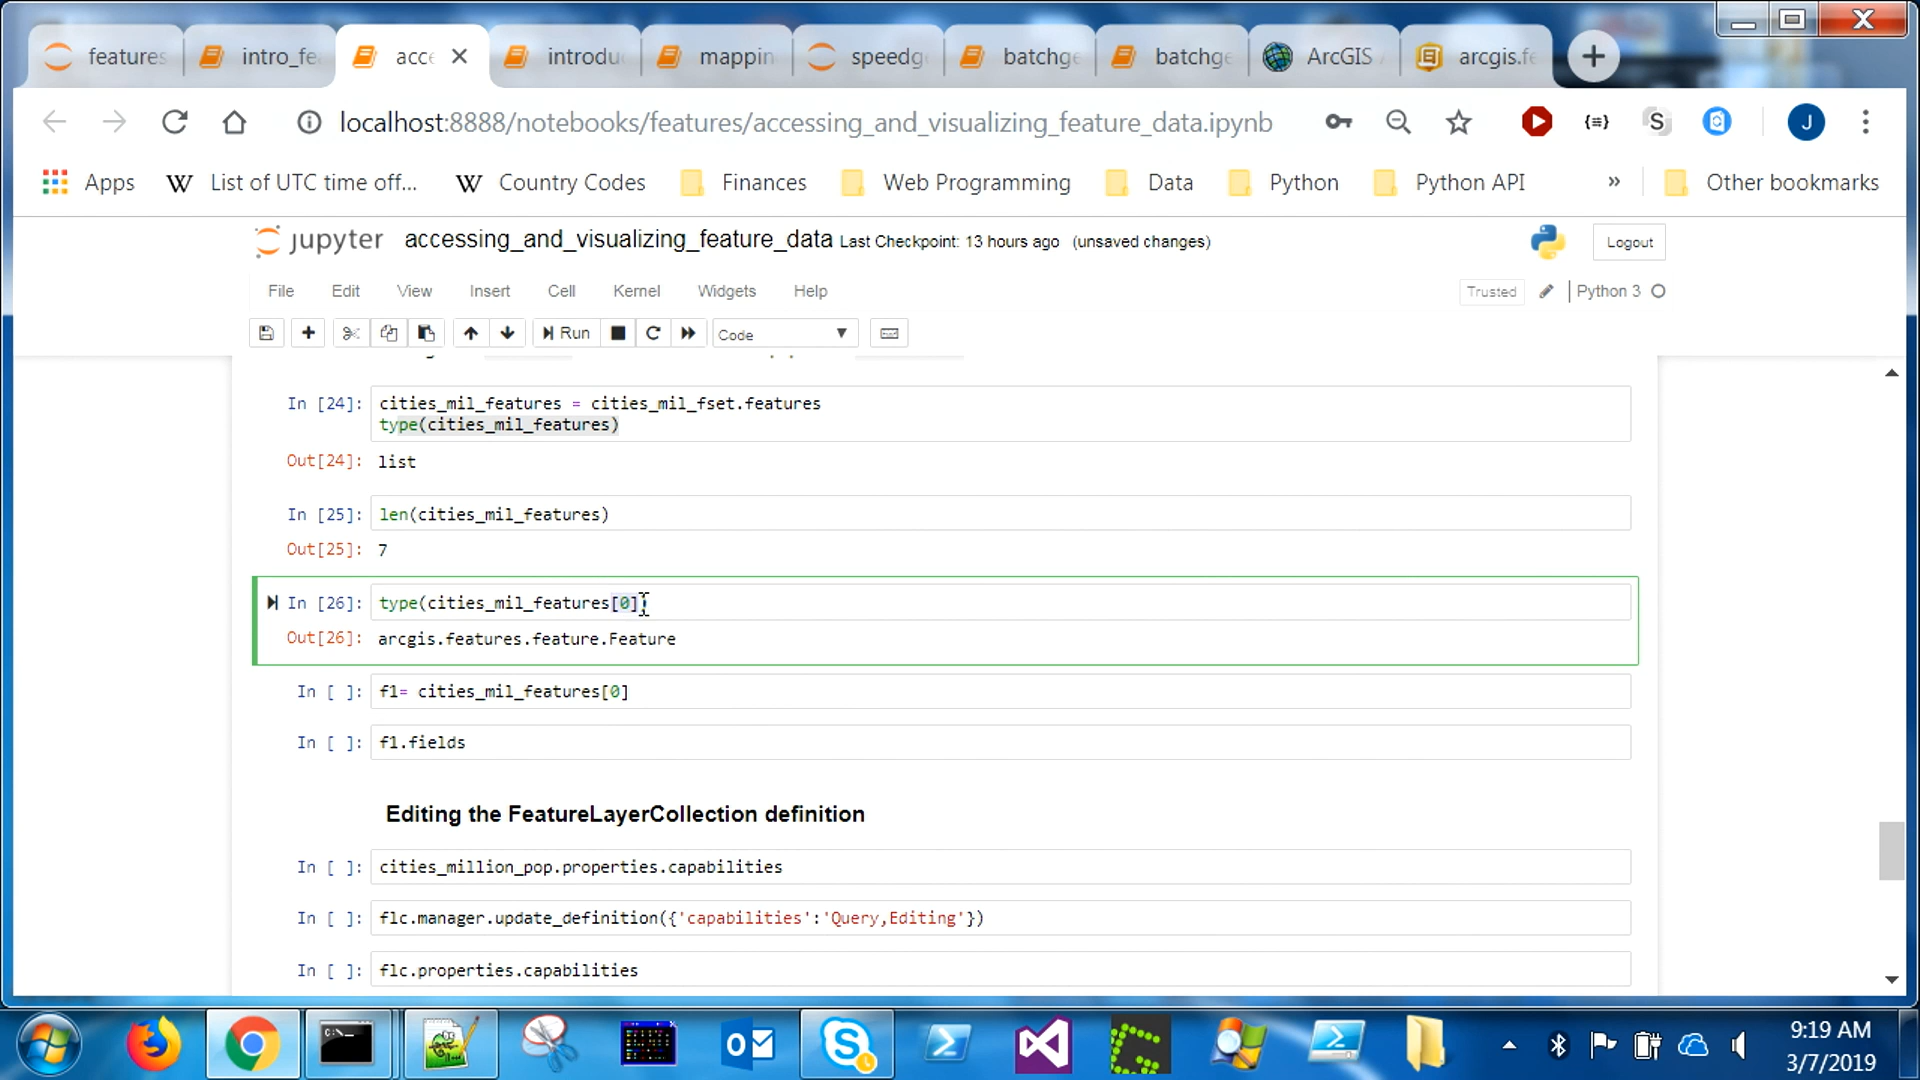 features
intro_fe
acce
introdu
mappin
speedge
batchge
batchge
ArcGIS
arcgis.fe
localhost:8888/notebooks/features/accessing_and_visualizing_feature_data.ipynb
J
Apps
List of UTC time off...
Country Codes
Finances
Web Programming
Data
Python
Python API
»
Other bookmarks
jupyter
accessing_and_visualizing_feature_data Last Checkpoint: 13 hours ago (unsaved changes)
Logout
File Edit View Insert Cell Kernel Widgets Help
Trusted
Python 3
Run
Code
In [24]: cities_mil_features = cities_mil_fset.features
type(cities_mil_features)
Out[24]: list
In [25]: len(cities_mil_features)
Out[25]: 7
In [26]: type(cities_mil_features[0])
Out[26]: arcgis.features.feature.Feature
In [ ]: f1= cities_mil_features[0]
In [ ]: f1.fields
Editing the FeatureLayerCollection definition
In [ ]: cities_million_pop.properties.capabilities
In [ ]: flc.manager.update_definition({'capabilities':'Query,Editing'})
In [ ]: flc.properties.capabilities
9:19 AM
3/7/2019